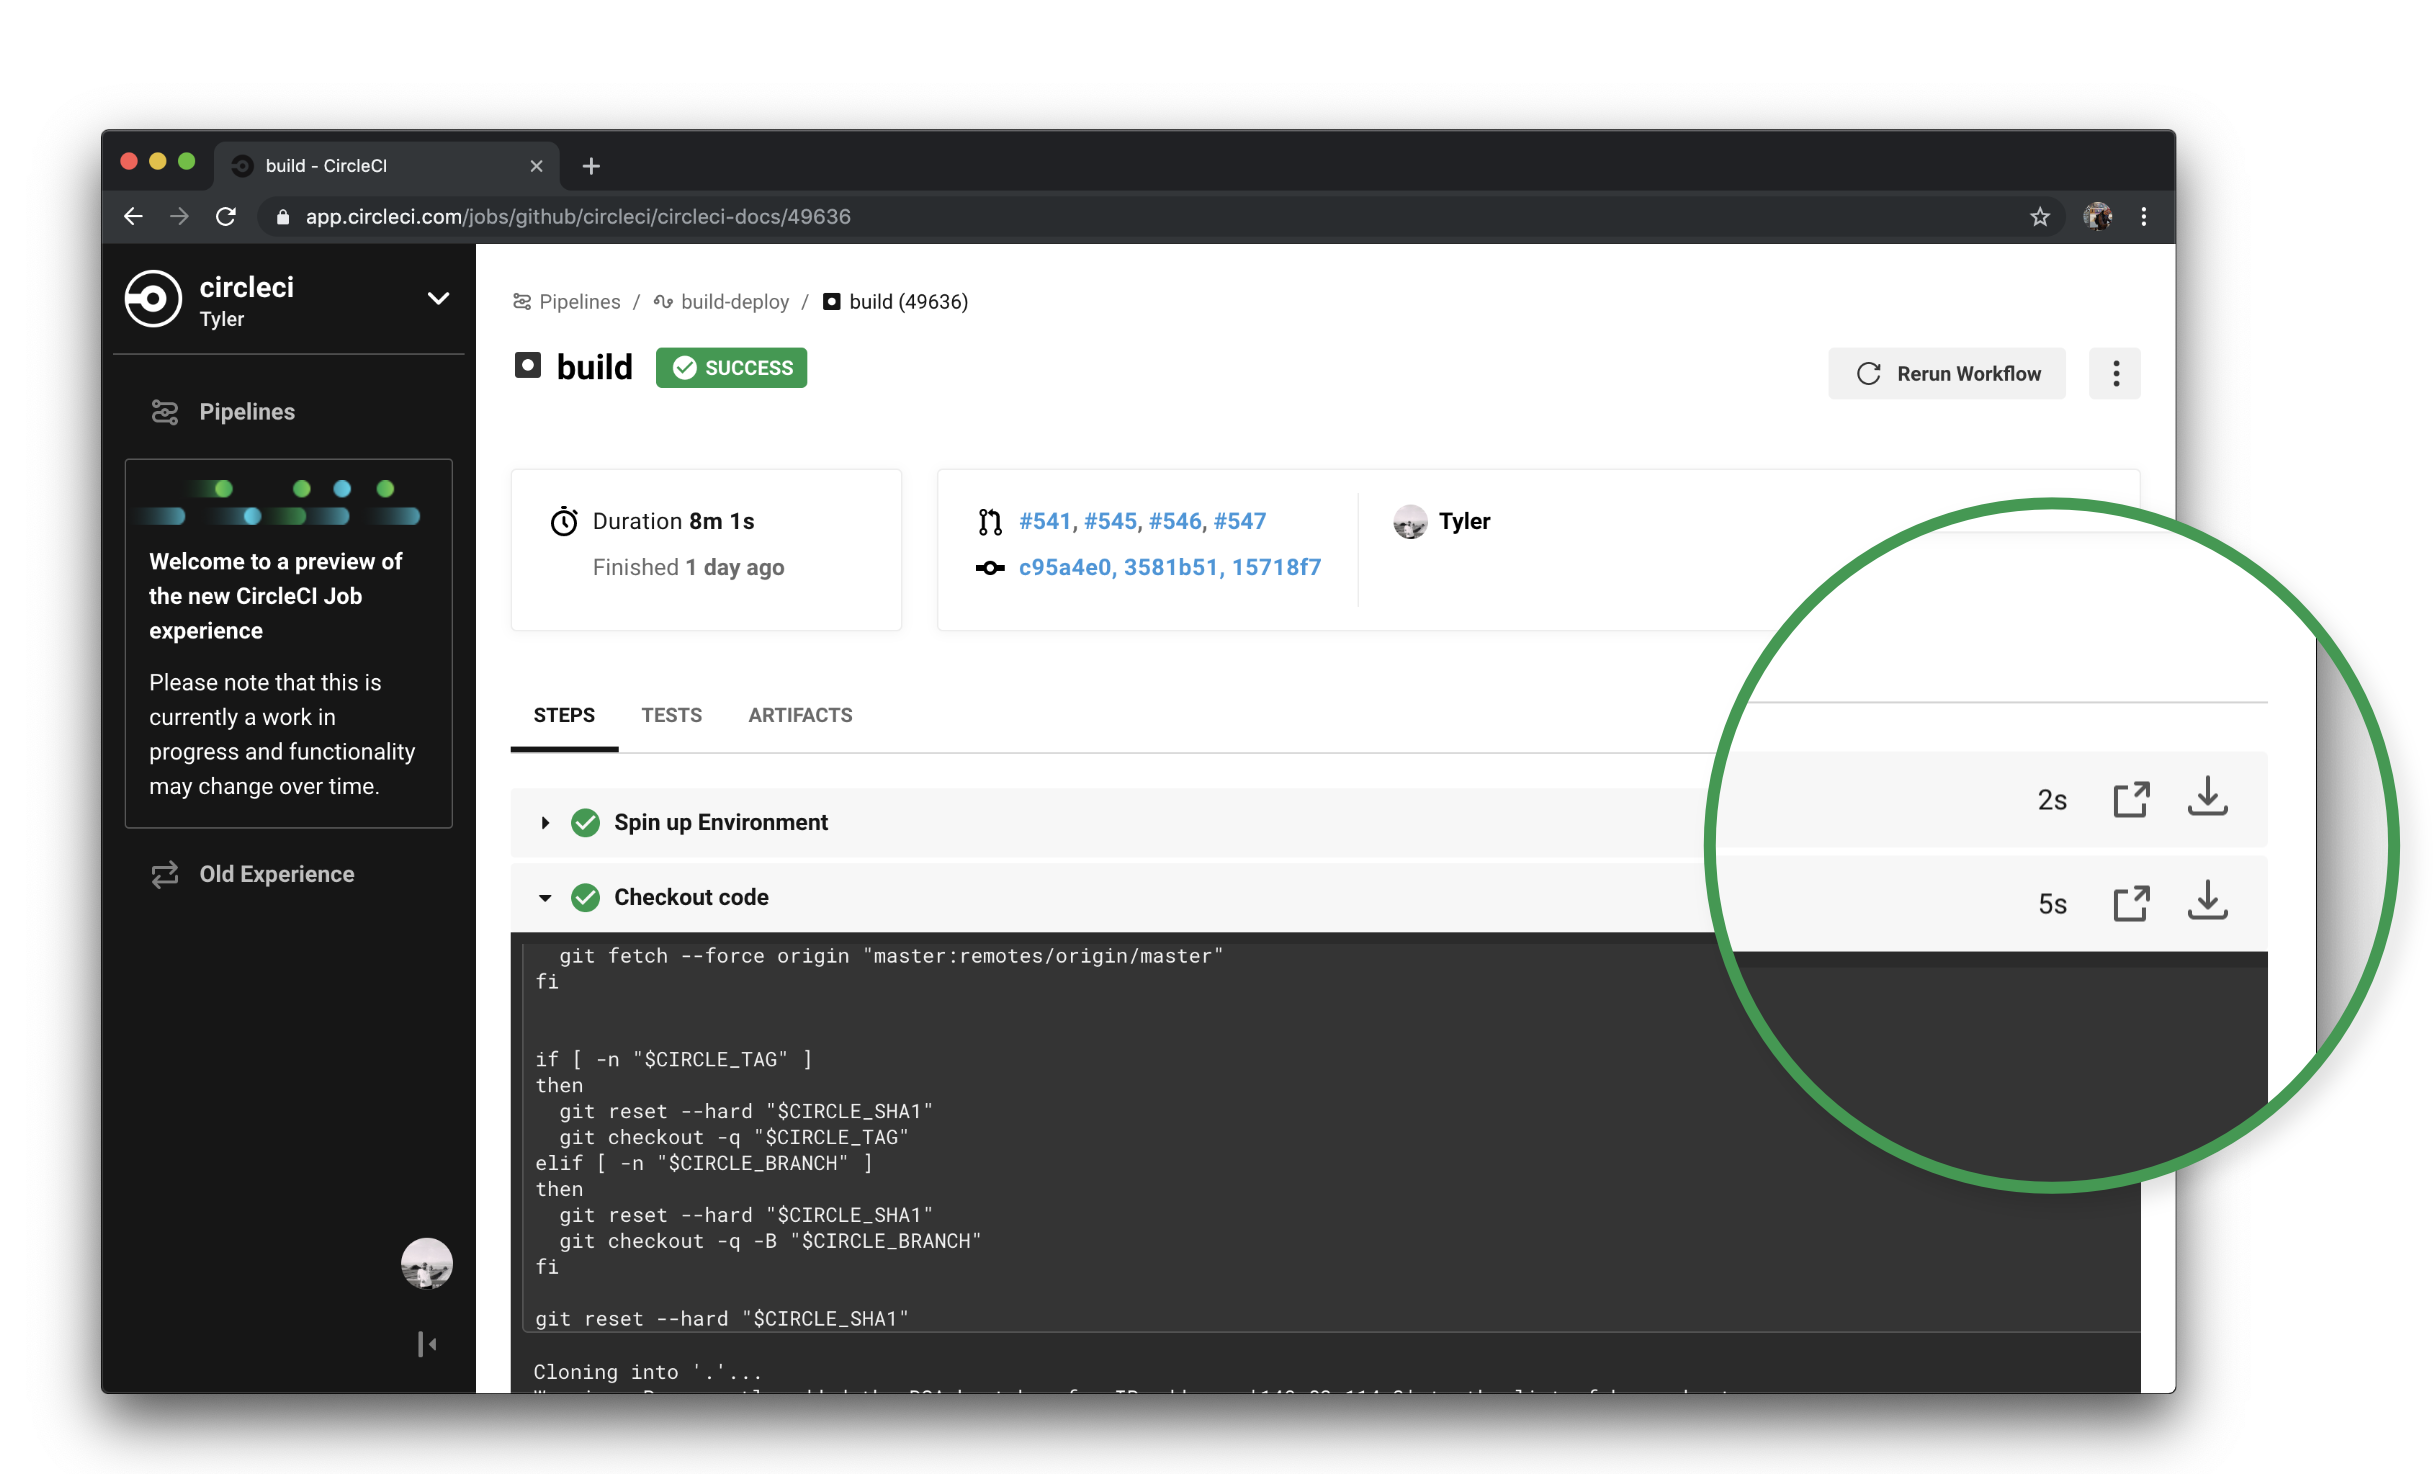 build - CircleCI
app.circleci.com/jobs/github/circleci/circleci-docs/49636
circleci
Tyler
Pipelines
Welcome to a preview of
the new CircleCI Job
experience
Please note that this is
currently a work in
progress and functionality
may change over time.
Old Experience
Pipelines / build-deploy / build (49636)
build SUCCESS
Rerun Workflow
Duration 8m 1s
Finished 1 day ago
#541, #545, #546, #547
c95a4e0, 3581b51, 15718f7
Tyler
STEPS TESTS ARTIFACTS
Spin up Environment 2s
Checkout code 5s
git fetch --force origin "master:remotes/origin/master"
fi
if [ -n "$CIRCLE_TAG" ]
then
git reset --hard "$CIRCLE_SHA1"
git checkout -q "$CIRCLE_TAG"
elif [ -n "$CIRCLE_BRANCH" ]
then
git reset --hard "$CIRCLE_SHA1"
git checkout -q -B "$CIRCLE_BRANCH"
fi
git reset --hard "$CIRCLE_SHA1"
Cloning into '.'...